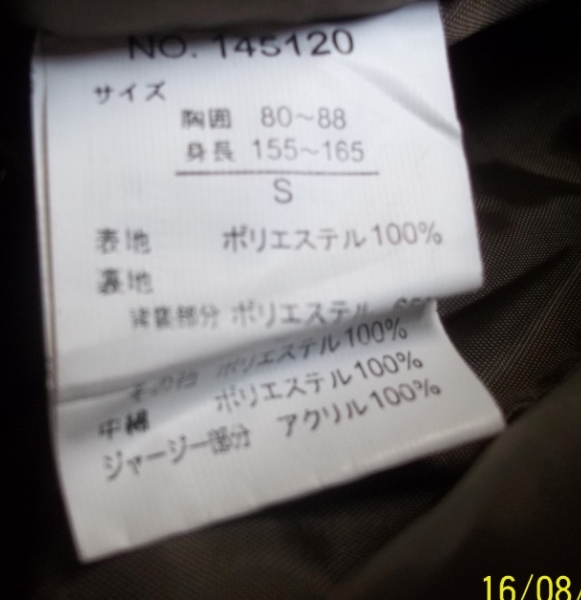 NO. 145120
サイズ
胸囲 80～88
身長 155～165
S
表地 ポリエステル100%
裏地
部分 ポリエステル
その他 ポリエステル100%
中綿 ポリエステル100%
ジャージー部分 アクリル100%
16/08/